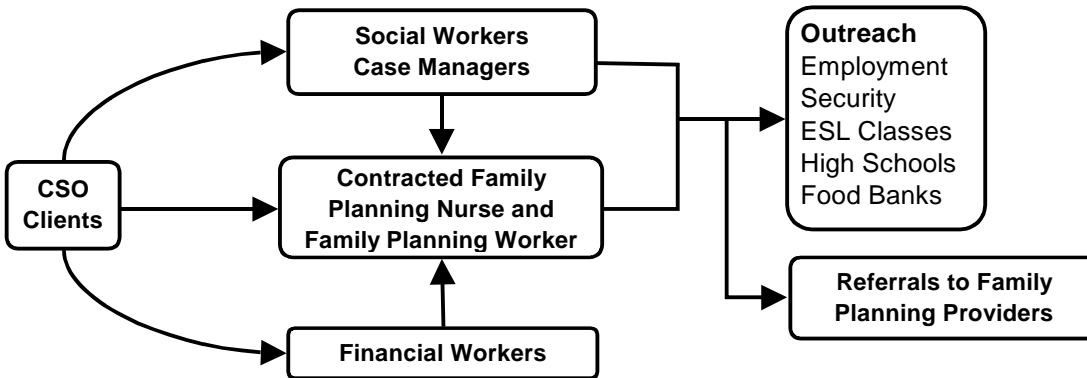 Social Workers
Case Managers
Outreach
Employment
Security
ESL Classes
High Schools
Food Banks
CSO
Clients
Contracted Family
Planning Nurse and
Family Planning Worker
Referrals to Family
Planning Providers
Financial Workers